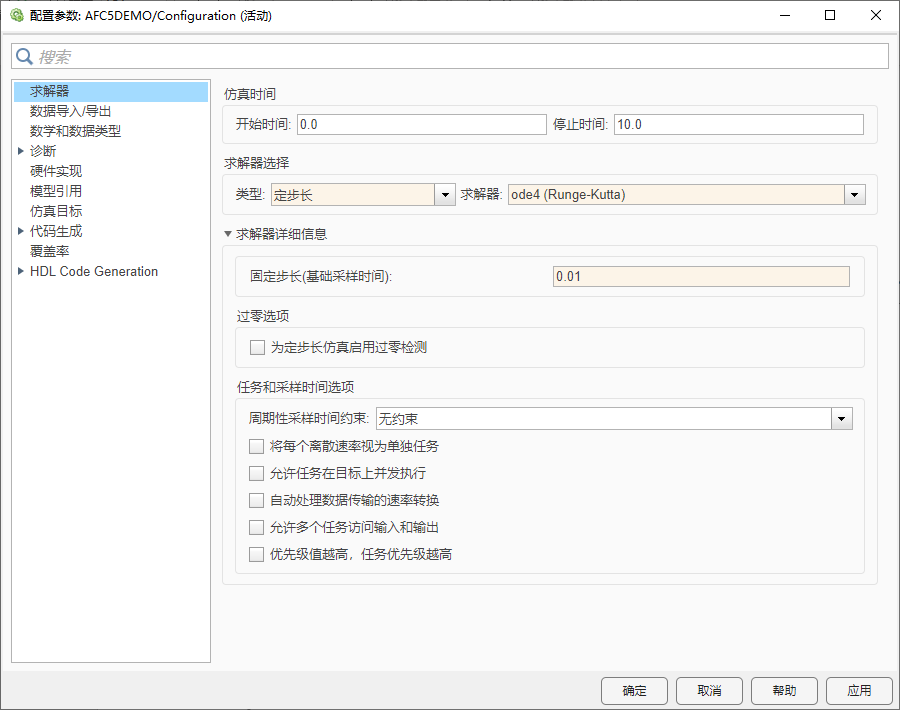 配置参数: AFC5DEMO/Configuration (活动)
搜索
求解器
数据导入/导出
数学和数据类型
诊断
硬件实现
模型引用
仿真目标
代码生成
覆盖率
HDL Code Generation
仿真时间
开始时间: 0.0 停止时间: 10.0
求解器选择
类型: 定步长 求解器: ode4 (Runge-Kutta)
求解器详细信息
固定步长(基础采样时间): 0.01
过零选项
为定步长仿真启用过零检测
任务和采样时间选项
周期性采样时间约束: 无约束
将每个离散速率视为单独任务
允许任务在目标上并发执行
自动处理数据传输的速率转换
允许多个任务访问输入和输出
优先级值越高，任务优先级越高
确定 取消 帮助 应用